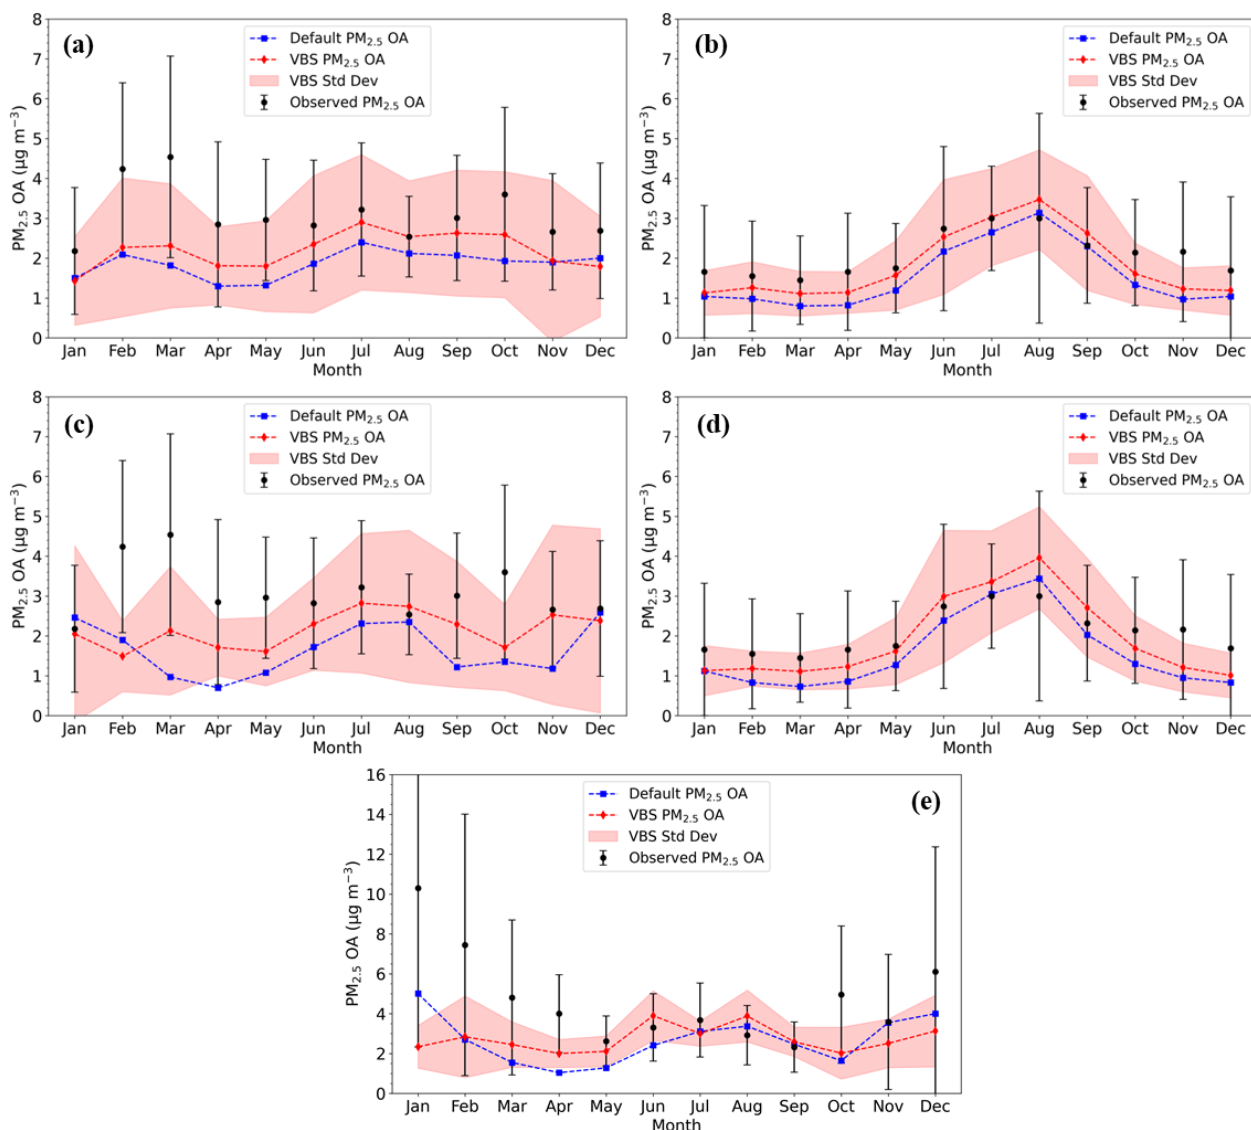 (a)
8
7
6
5
4
3
2
1
0
PM2.5 OA (μg m−3)
Default PM2.5 OA
VBS PM2.5 OA
VBS Std Dev
Observed PM2.5 OA
Jan Feb Mar Apr May Jun Jul Aug Sep Oct Nov Dec
Month
(b)
8
7
6
5
4
3
2
1
0
PM2.5 OA (μg m−3)
Default PM2.5 OA
VBS PM2.5 OA
VBS Std Dev
Observed PM2.5 OA
Jan Feb Mar Apr May Jun Jul Aug Sep Oct Nov Dec
Month
(c)
8
7
6
5
4
3
2
1
0
PM2.5 OA (μg m−3)
Default PM2.5 OA
VBS PM2.5 OA
VBS Std Dev
Observed PM2.5 OA
Jan Feb Mar Apr May Jun Jul Aug Sep Oct Nov Dec
Month
(d)
8
7
6
5
4
3
2
1
0
PM2.5 OA (μg m−3)
Default PM2.5 OA
VBS PM2.5 OA
VBS Std Dev
Observed PM2.5 OA
Jan Feb Mar Apr May Jun Jul Aug Sep Oct Nov Dec
Month
(e)
16
14
12
10
8
6
4
2
0
PM2.5 OA (μg m−3)
Default PM2.5 OA
VBS PM2.5 OA
VBS Std Dev
Observed PM2.5 OA
Jan Feb Mar Apr May Jun Jul Aug Sep Oct Nov Dec
Month